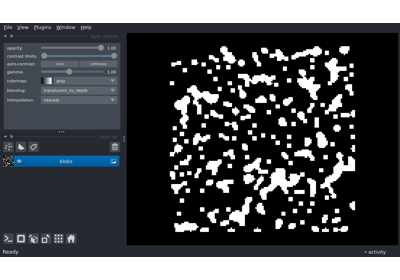 File View Plugins Window Help
opacity: 1.00
contrast limits:
auto-contrast: once continuous
gamma: 1.00
colormap: gray
blending: translucent_no_depth
interpolation: nearest
blobs
Ready
activity